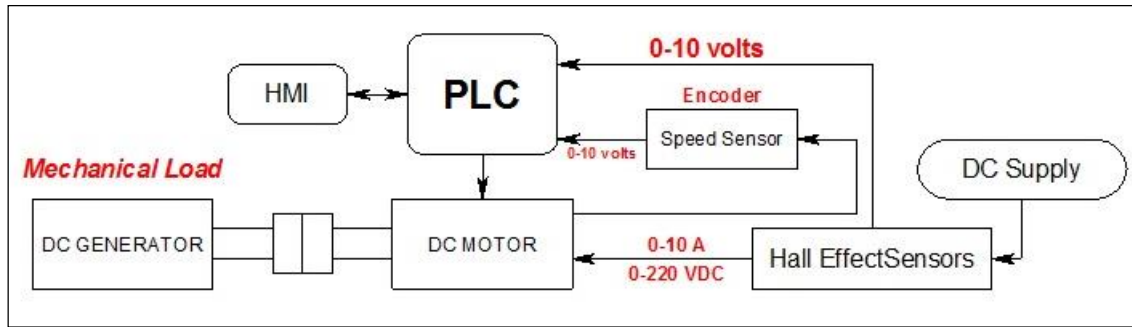 0-10 volts
HMI
PLC
Encoder
Speed Sensor
0-10 volts
Mechanical Load
DC Supply
DC GENERATOR
DC MOTOR
0-10 A
0-220 VDC
Hall EffectSensors